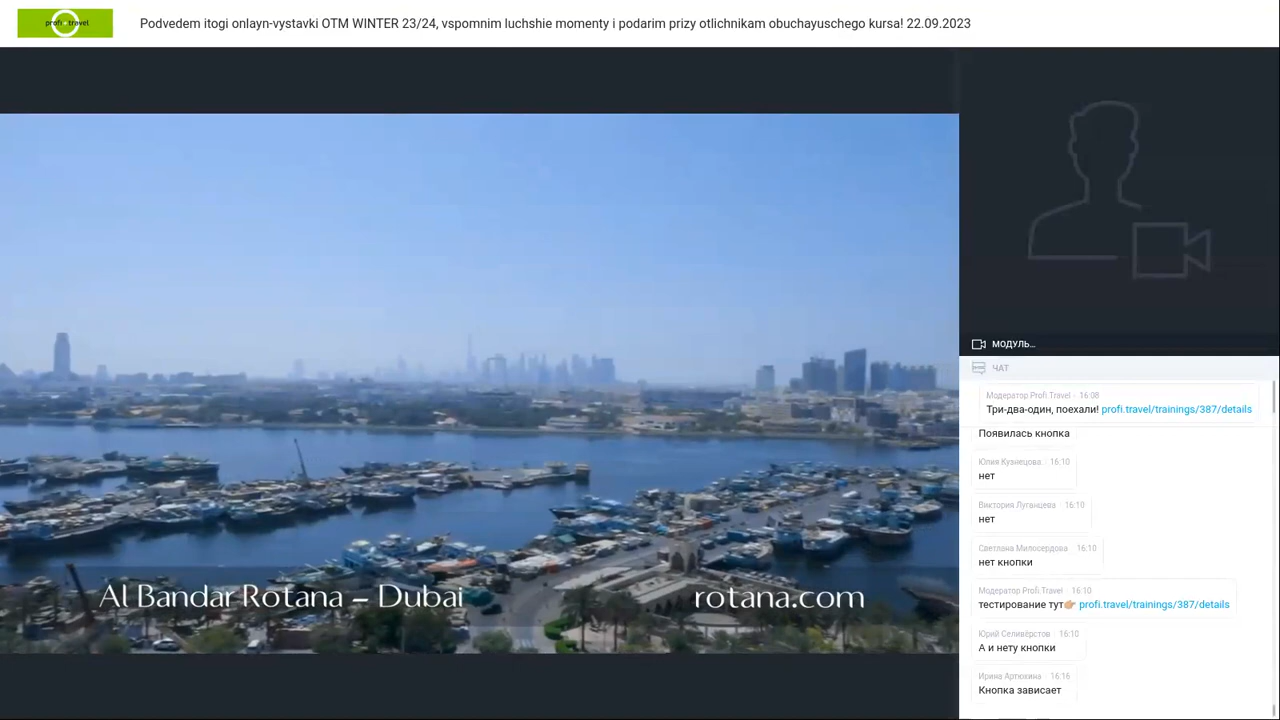 profi travel
Podvedem itogi onlayn-vystavki OTM WINTER 23/24, vspomnim luchshie momenty i podarim prizy otlichnikam obuchayuschego kursa! 22.09.2023
Al Bandar Rotana – Dubai
rotana.com
МОДУЛЬ...
ЧАТ
Модератор Profi.Travel 16:08
Три-два-один, поехали! profi.travel/trainings/387/details
Появилась кнопка
Юлия Кузнецова 16:10
нет
Виктория Луганцева 16:10
нет
Светлана Милосердова 16:10
нет кнопки
Модератор Profi.Travel 16:10
тестирование тут👉🏼 profi.travel/trainings/387/details
Юрий Селивёрстов 16:10
А и нету кнопки
Ирина Артюхина 16:16
Кнопка зависает